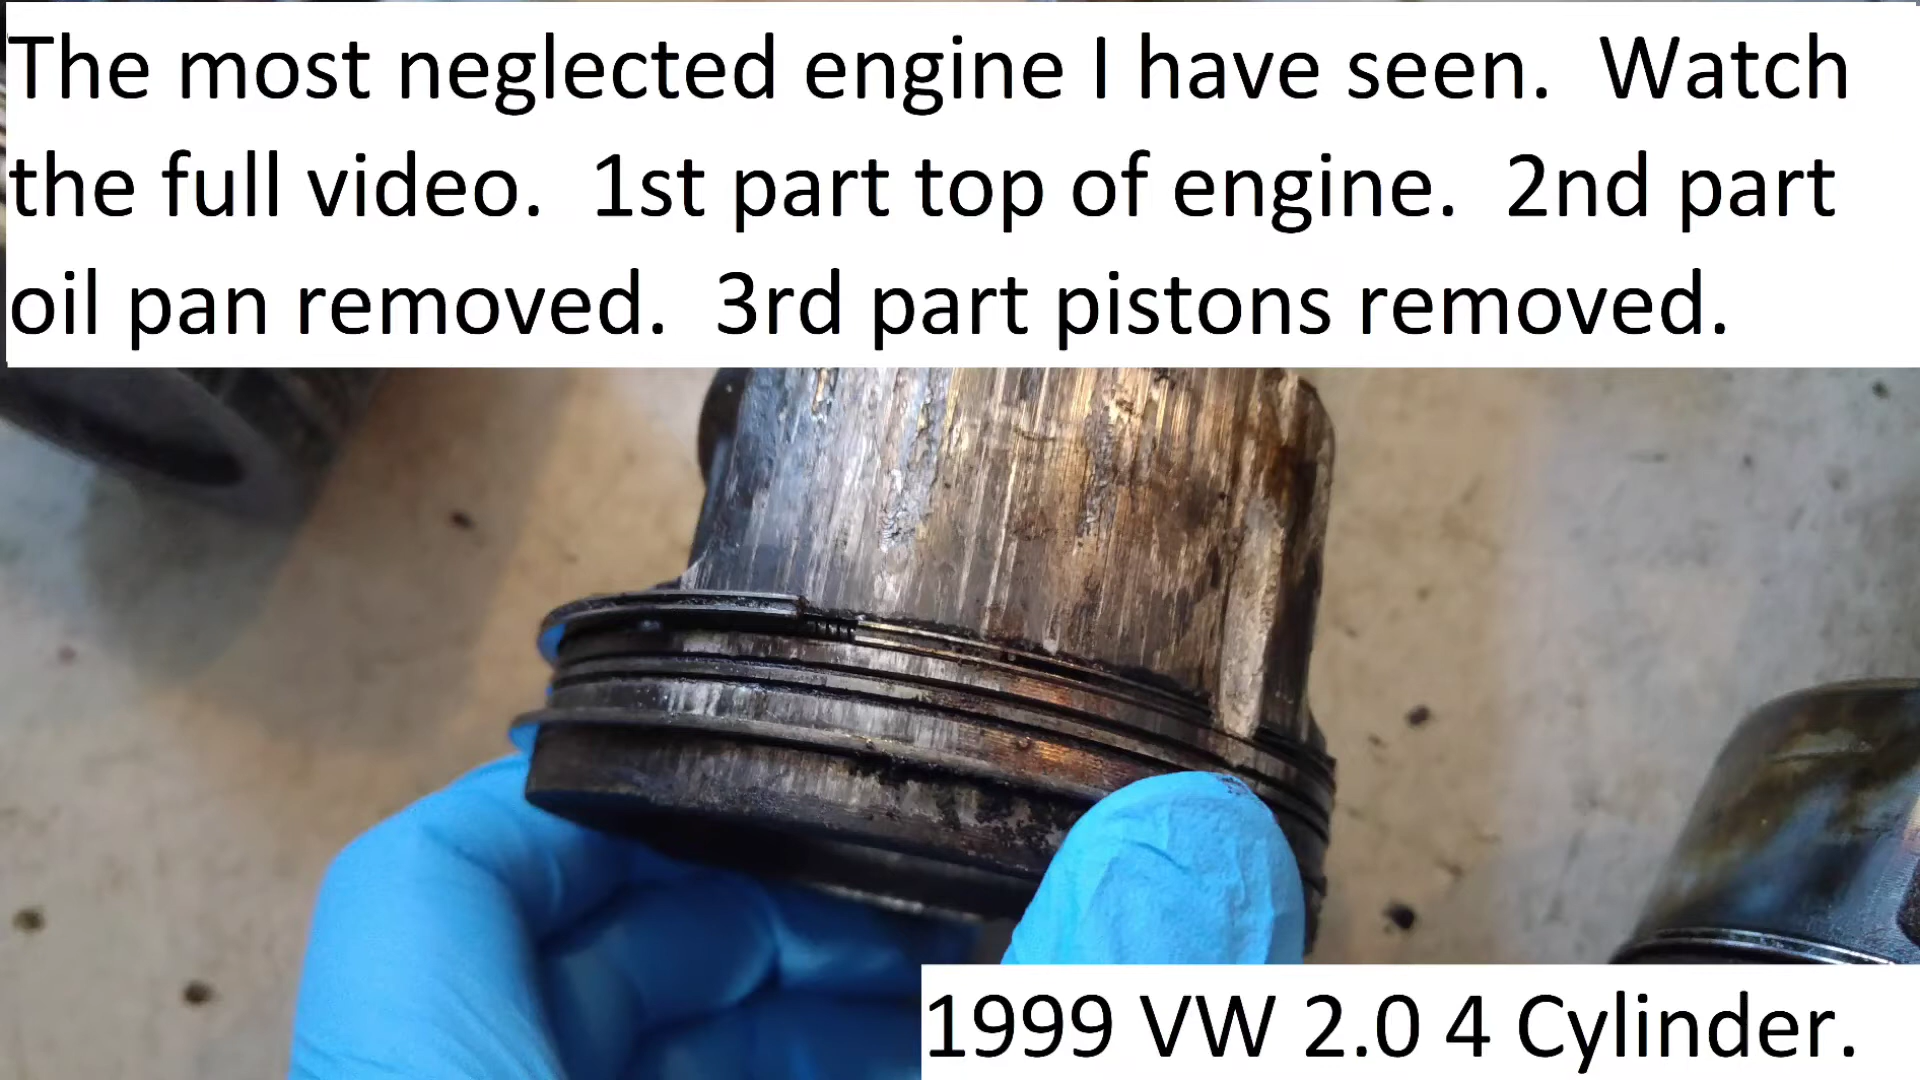 The most neglected engine I have seen.  Watch
the full video.  1st part top of engine.  2nd part
oil pan removed.  3rd part pistons removed.
1999 VW 2.0 4 Cylinder.